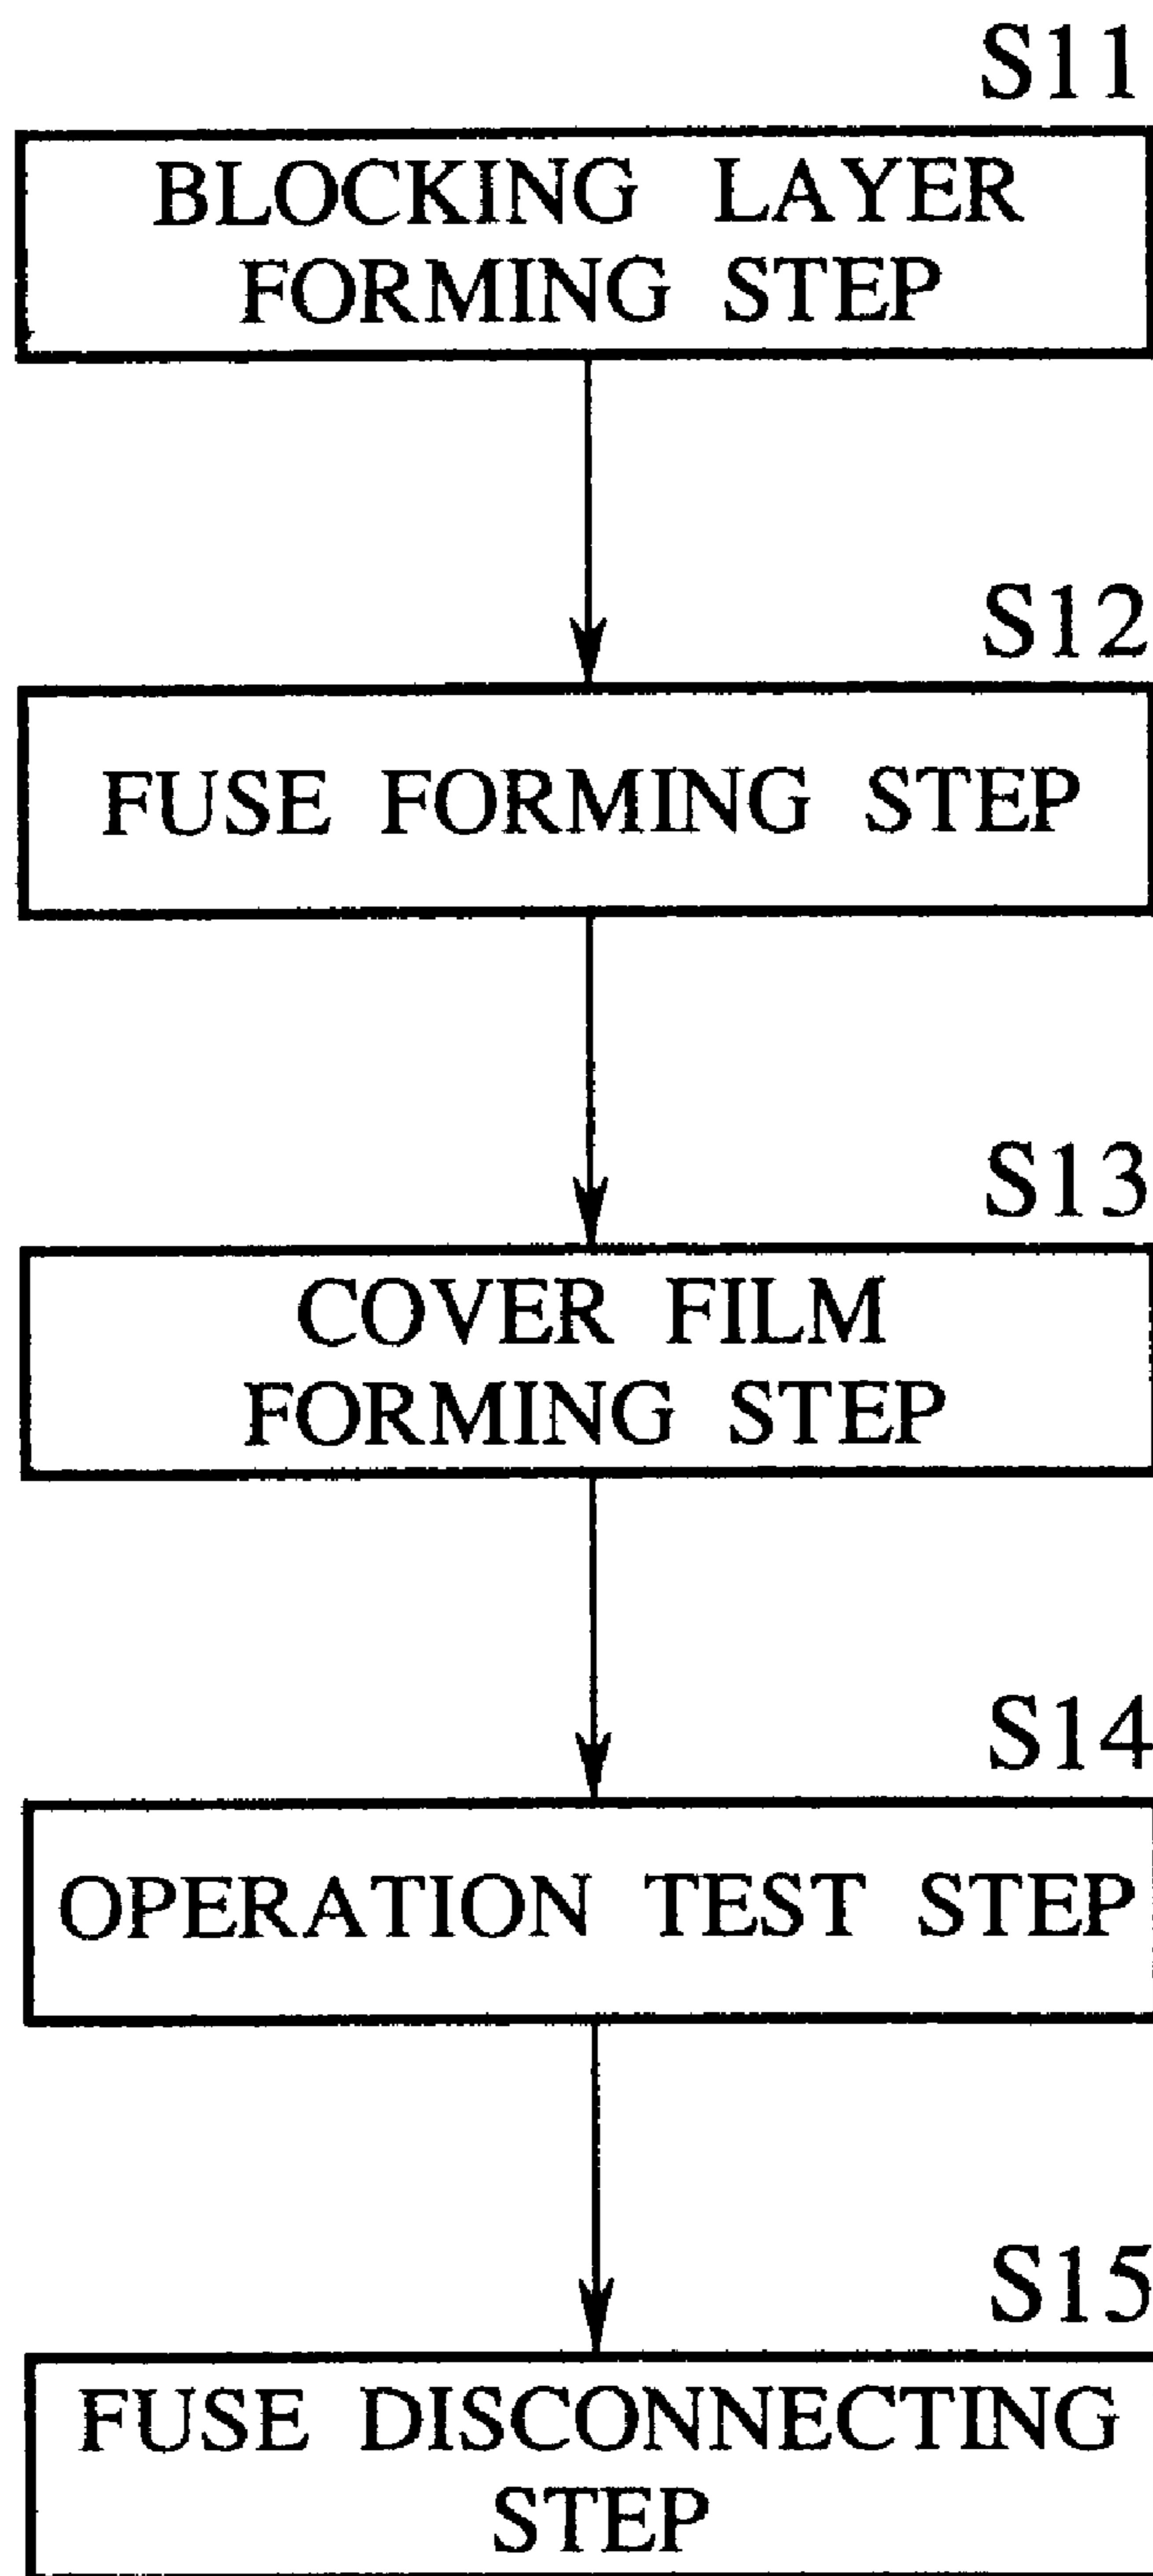 S11
BLOCKING LAYER
FORMING STEP
S12
FUSE FORMING STEP
S13
COVER FILM
FORMING STEP
S14
OPERATION TEST STEP
S15
FUSE DISCONNECTING
STEP